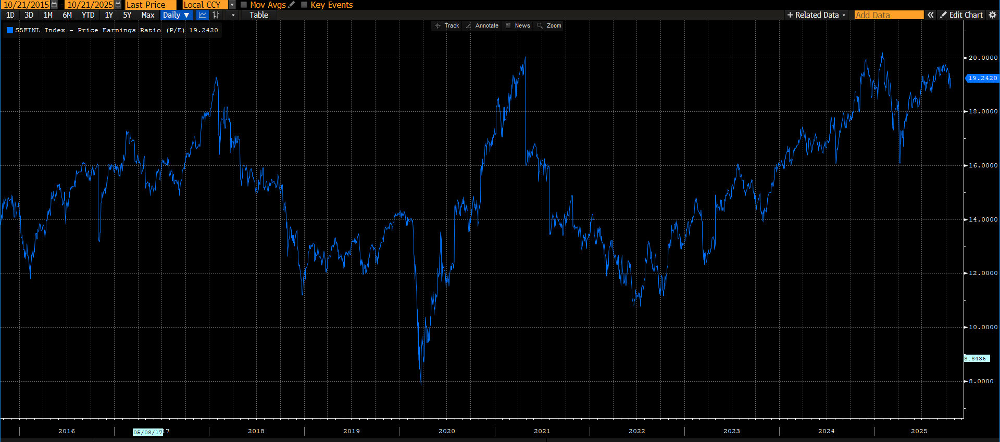 10/21/2015 - 10/21/2025 Last Price Local CCY Mov Avgs Key Events
1D 3D 1M 6M YTD 1Y 5Y Max Daily ▼ Table + Related Data Add Data « Edit Chart
S5FINL Index - Price Earnings Ratio (P/E) 19.2420
Track Annotate News Zoom
20.0000
19.2420
18.0000
16.0000
14.0000
12.0000
10.0000
8.8436
8.0000
2016 05/08/17 17 2018 2019 2020 2021 2022 2023 2024 2025